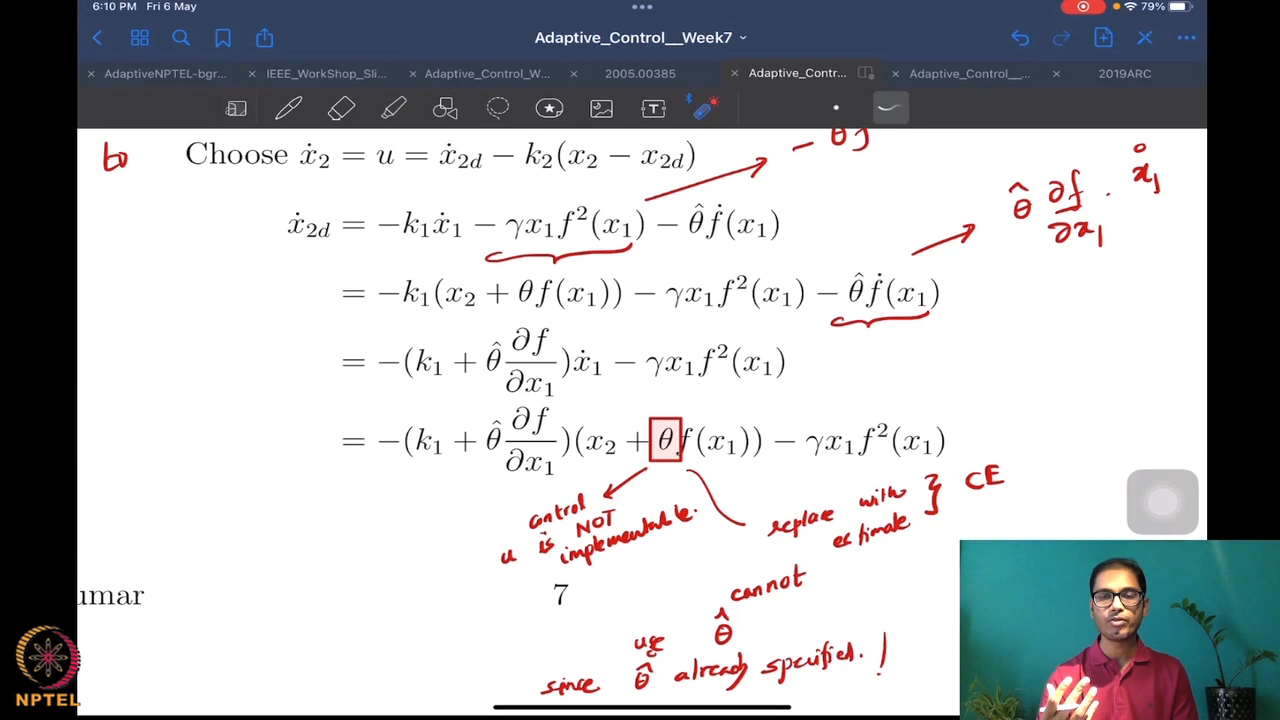 6:10 PM Fri 6 May
79%
Adaptive_Control__Week7
AdaptiveNPTEL-bgr...
IEEE_WorkShop_Sli...
Adaptive_Control_W...
2005.00385
Adaptive_Contr...
Adaptive_Control__...
2019ARC
Choose ẋ₂ = u = ẋ₂d − k₂(x₂ − x₂d)
ẋ₂d = −k₁ẋ₁ − γx₁f²(x₁) − θ̂ḟ(x₁)
θ̂ ∂f/∂x₁ · ẋ₁
= −k₁(x₂ + θf(x₁)) − γx₁f²(x₁) − θ̂ḟ(x₁)
= −(k₁ + θ̂ ∂f/∂x₁)ẋ₁ − γx₁f²(x₁)
= −(k₁ + θ̂ ∂f/∂x₁)(x₂ + θf(x₁)) − γx₁f²(x₁)
control
u is NOT
implementable.
replace with
estimate } CE
umar
7
cannot
use θ̂
since θ̂ already specified. !
NPTEL